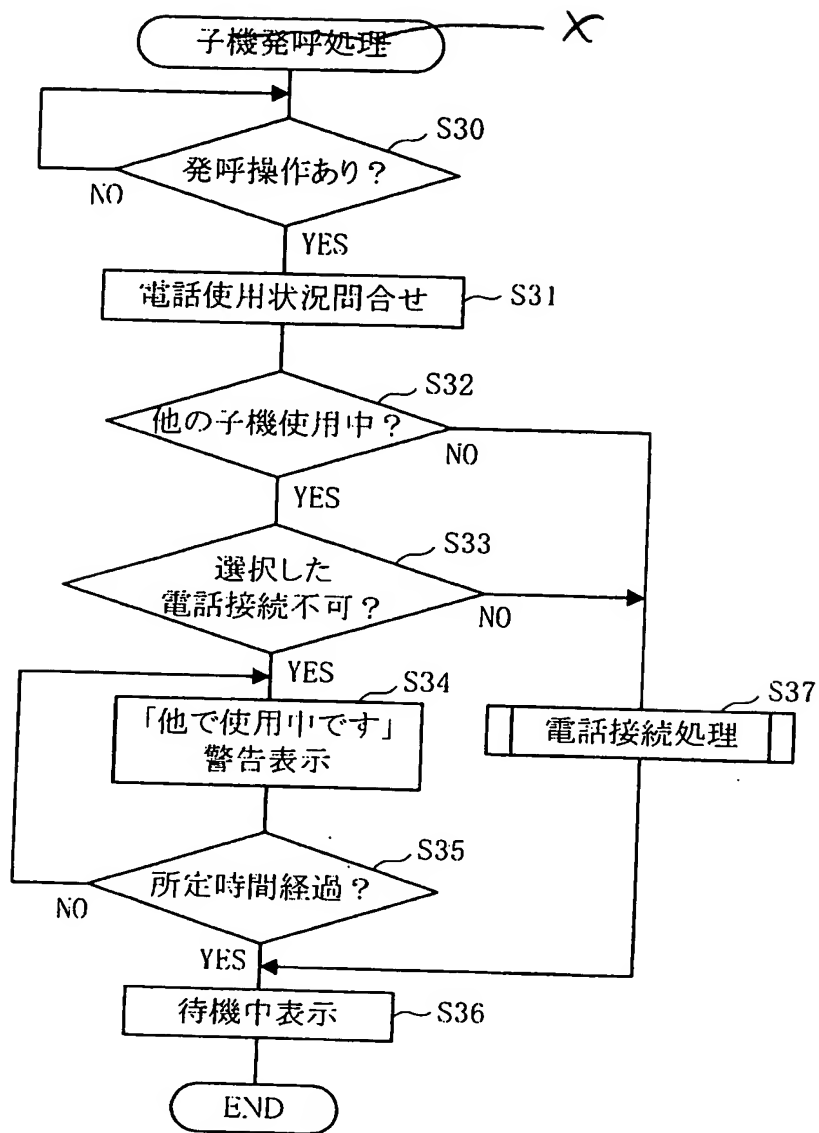 子機発呼処理
X
S30
発呼操作あり?
NO
YES
電話使用状況問合せ
S31
S32
他の子機使用中?
NO
YES
S33
選択した
電話接続不可?
NO
YES
S34
「他で使用中です」
警告表示
S37
電話接続処理
S35
所定時間経過?
NO
YES
待機中表示
S36
END